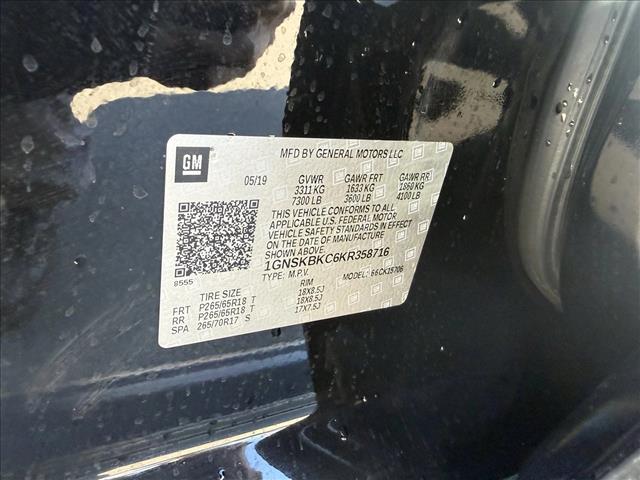 GM
MFD BY GENERAL MOTORS LLC
05/19 GVWR GAWR FRT GAWR RR
3311 KG 1633 KG 1860 KG
7300 LB 3600 LB 4100 LB
THIS VEHICLE CONFORMS TO ALL
APPLICABLE U.S. FEDERAL MOTOR
VEHICLE SAFETY STANDARDS IN EFFECT
ON THE DATE OF MANUFACTURE
1GNSKBKC6KR358716
8555 TYPE: M.P.V. MODEL: 66CK15706
TIRE SIZE RIM
FRT P265/65R18 T 18X8.5J
RR P265/65R18 T 18X8.5J
SPA 265/70R17 S 17X7.5J